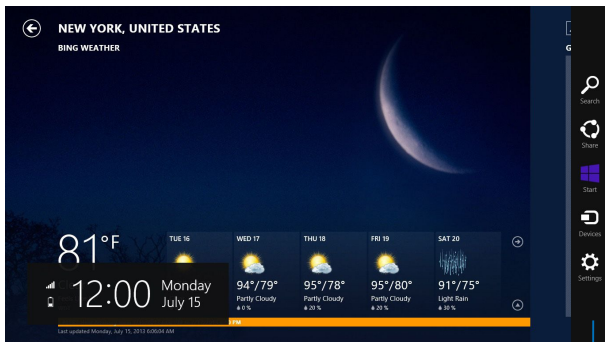 NEW YORK, UNITED STATES
BING WEATHER
81°F
TUE 16
WED 17
94°/79°
Partly Cloudy
0 %
THU 18
95°/78°
Partly Cloudy
20 %
FRI 19
95°/80°
Partly Cloudy
20 %
SAT 20
91°/75°
Light Rain
30 %
12:00
Monday
July 15
PM
Last updated Monday, July 15, 2013 6:06:04 AM
G
Search
Share
Start
Devices
Settings